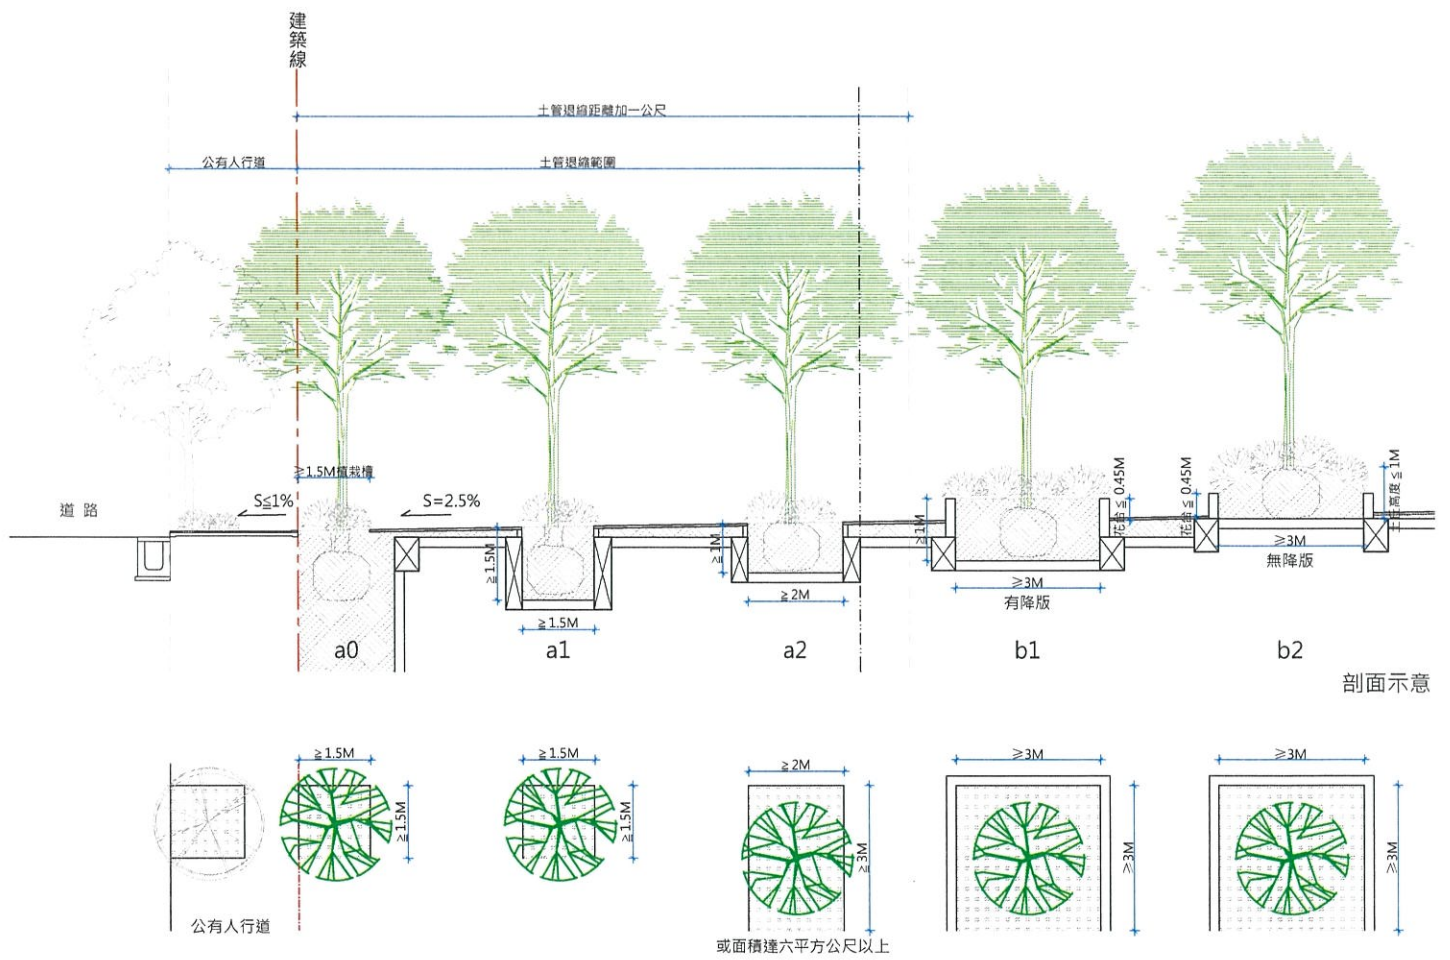 建築線
土管退縮距離加一公尺
公有人行道
土管退縮範圍
≥1.5M植栽槽
道路
S≦1%
S=2.5%
≧1.5M
≧1M
≧1M
花台≦0.45M
花台≦0.45M
≦1M
≧1.5M
≧2M
≥3M
有降版
≥3M
無降版
a0
a1
a2
b1
b2
剖面示意
≧1.5M
≧1.5M
≧2M
≥3M
≥3M
≧1.5M
≧1.5M
≧3M
≥3M
≥3M
公有人行道
或面積達六平方公尺以上